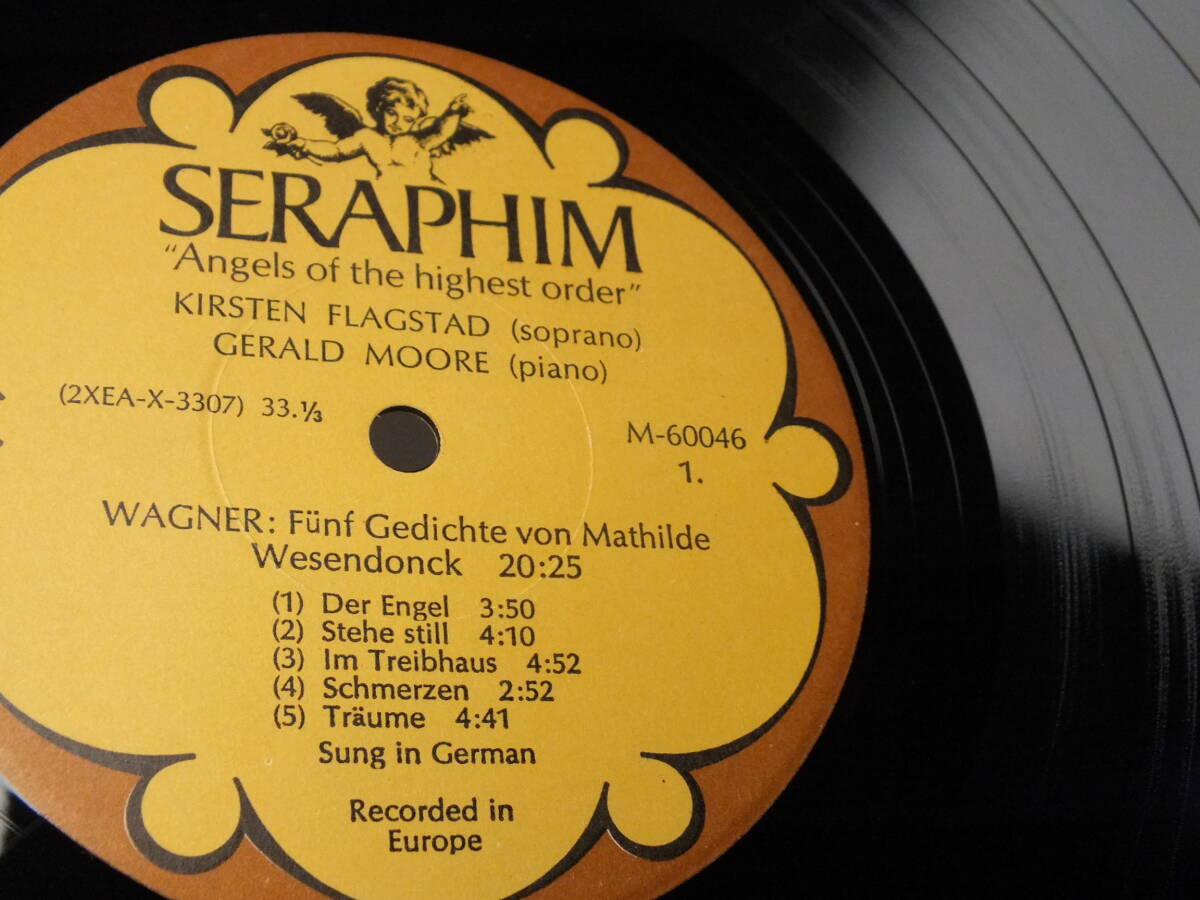 SERAPHIM
"Angels of the highest order"
KIRSTEN FLAGSTAD (soprano)
GERALD MOORE (piano)
(2XEA-X-3307) 33.⅓
M-60046
1.
WAGNER: Fünf Gedichte von Mathilde
Wesendonck 20:25
(1) Der Engel 3:50
(2) Stehe still 4:10
(3) Im Treibhaus 4:52
(4) Schmerzen 2:52
(5) Träume 4:41
Sung in German
Recorded in
Europe